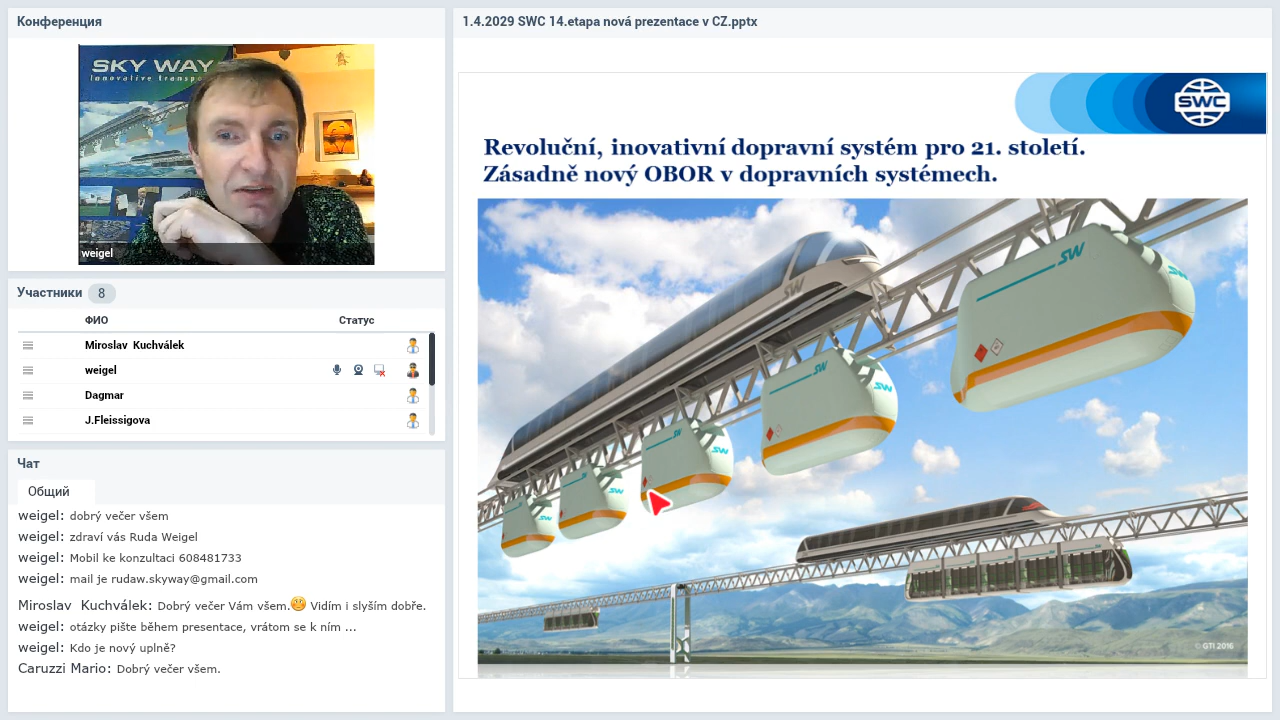 Конференция
SKY WAY
weigel
Участники 8
ФИО Статус
Miroslav Kuchválek
weigel
Dagmar
J.Fleissigova
Чат
Общий
weigel: dobrý večer všem
weigel: zdraví vás Ruda Weigel
weigel: Mobil ke konzultaci 608481733
weigel: mail je rudaw.skyway@gmail.com
Miroslav Kuchválek: Dobrý večer Vám všem. Vidím i slyším dobře.
weigel: otázky pište během presentace, vrátom se k ním ...
weigel: Kdo je nový uplně?
Caruzzi Mario: Dobrý večer všem.
1.4.2029 SWC 14.etapa nová prezentace v CZ.pptx
SWC
Revoluční, inovativní dopravní systém pro 21. století.
Zásadně nový OBOR v dopravních systémech.
SW
SW
SW
SW
SW
SW
SW
SW
SW
© GTI 2016